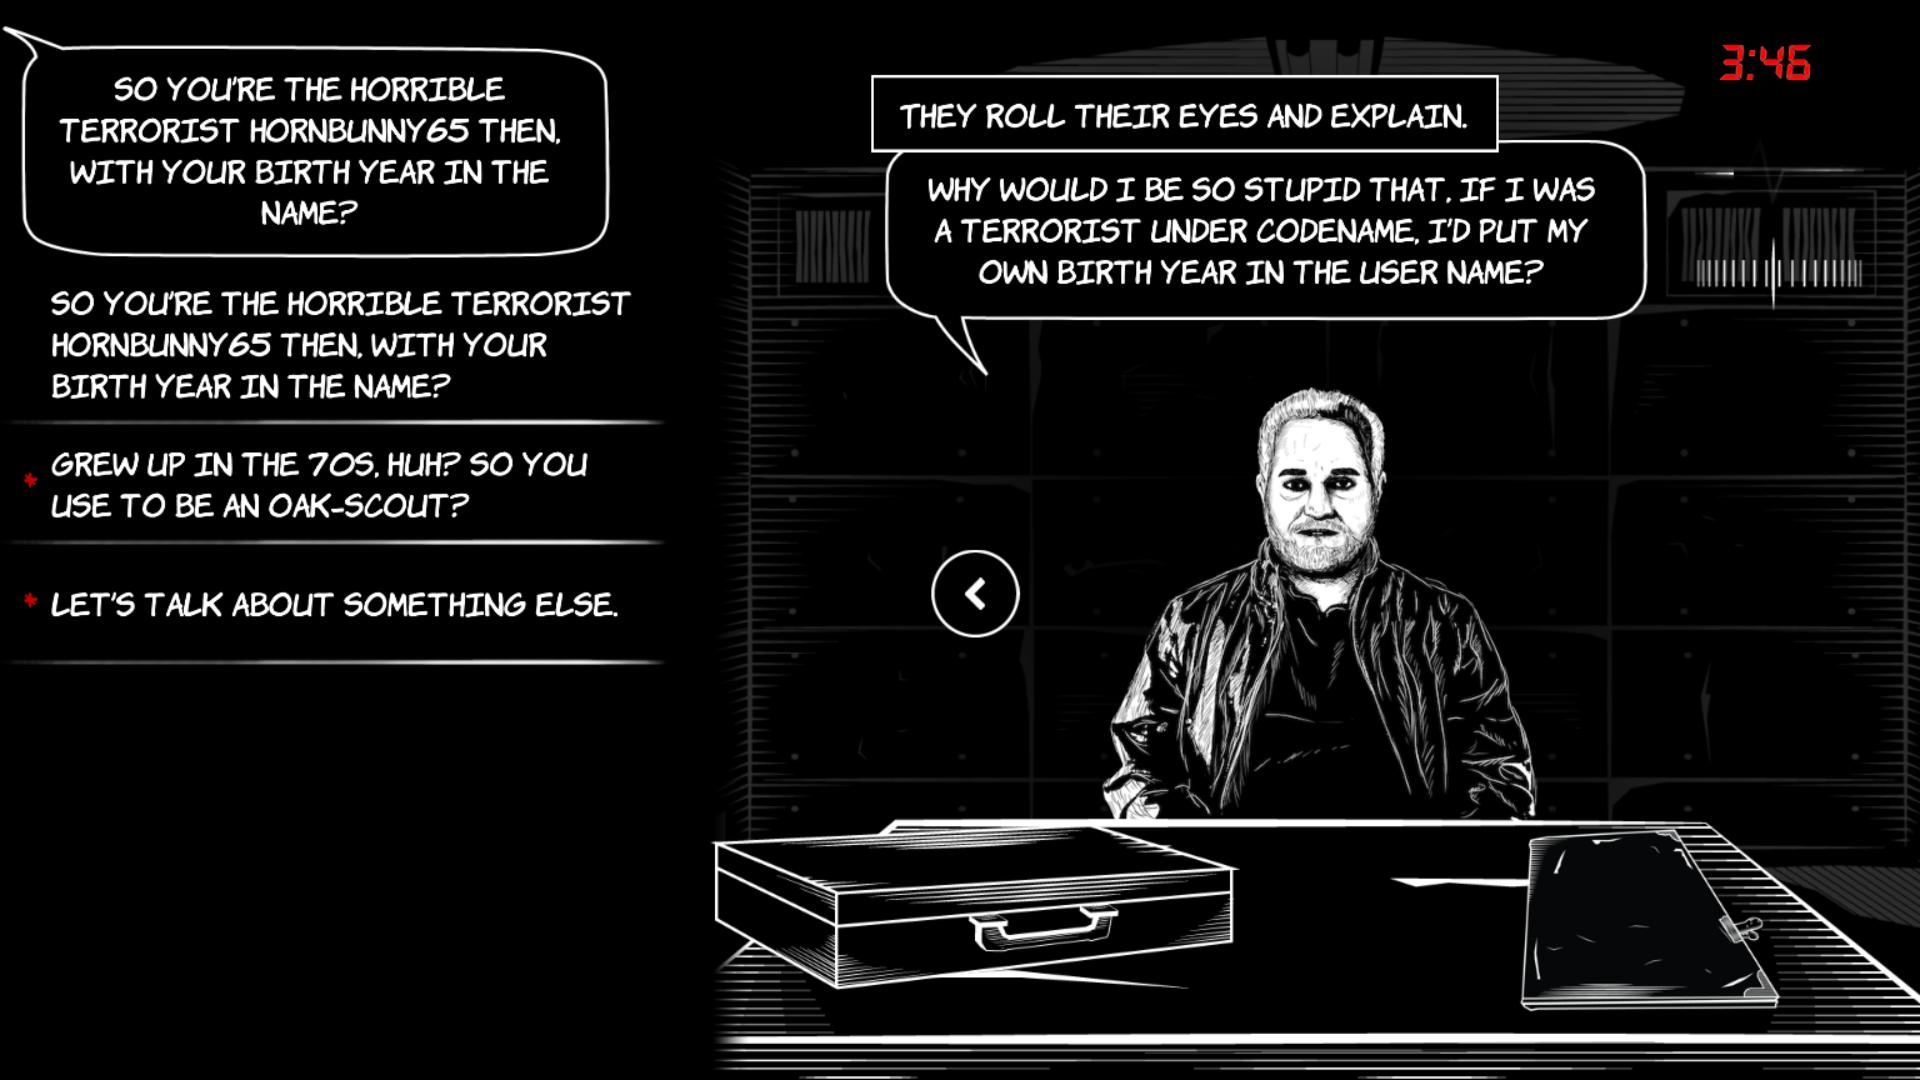 SO YOU'RE THE HORRIBLE
TERRORIST HORNBUNNY65 THEN,
WITH YOUR BIRTH YEAR IN THE
NAME?
SO YOU'RE THE HORRIBLE TERRORIST
HORNBUNNY65 THEN, WITH YOUR
BIRTH YEAR IN THE NAME?
* GREW UP IN THE 70S, HUH? SO YOU
USE TO BE AN OAK-SCOUT?
* LET'S TALK ABOUT SOMETHING ELSE.
3:46
THEY ROLL THEIR EYES AND EXPLAIN.
WHY WOULD I BE SO STUPID THAT, IF I WAS
A TERRORIST UNDER CODENAME, I'D PUT MY
OWN BIRTH YEAR IN THE USER NAME?